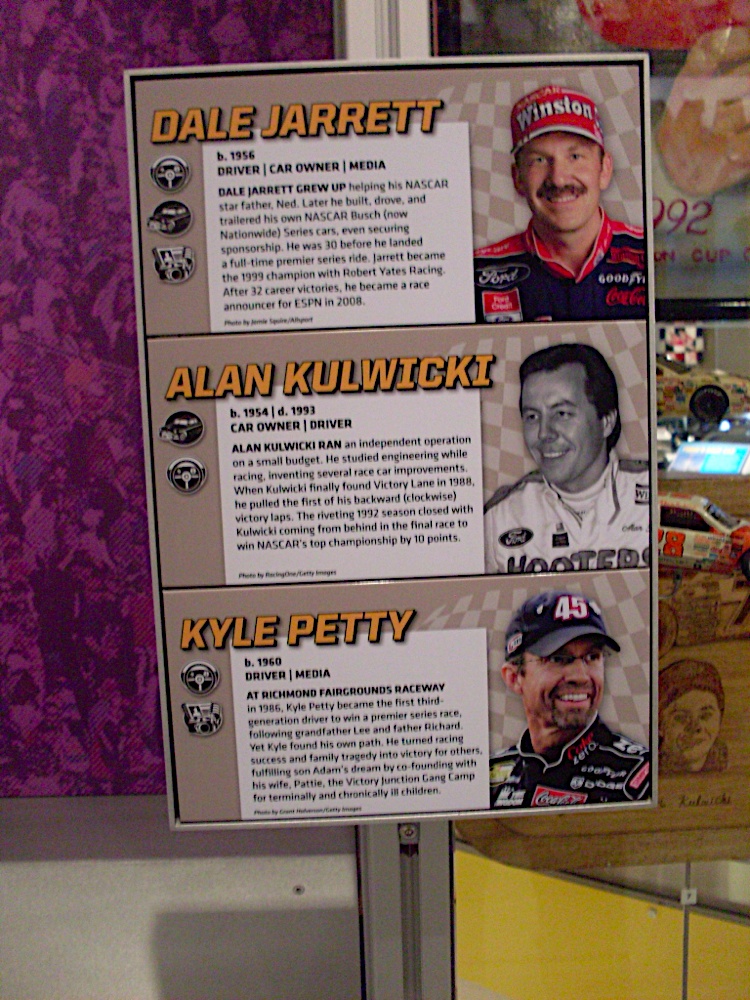 DALE JARRETT
b. 1956
DRIVER | CAR OWNER | MEDIA
DALE JARRETT GREW UP helping his NASCAR
star father, Ned. Later he built, drove, and
trailered his own NASCAR Busch (now
Nationwide) Series cars, even securing
sponsorship. He was 30 before he landed
a full-time premier series ride. Jarrett became
the 1999 champion with Robert Yates Racing.
After 32 career victories, he became a race
announcer for ESPN in 2008.
Photo by Jamie Squire/Allsport
Winston
Ford
GOODYE
Ford
Credit
Coca-C
ALAN KULWICKI
b. 1954 | d. 1993
CAR OWNER | DRIVER
ALAN KULWICKI RAN an independent operation
on a small budget. He studied engineering while
racing, inventing several race car improvements.
When Kulwicki finally found Victory Lane in 1988,
he pulled the first of his backward (clockwise)
victory laps. The riveting 1992 season closed with
Kulwicki coming from behind in the final race to
win NASCAR's top championship by 10 points.
Photo by RacingOne/Getty Images
Ford
HOOTERS
KYLE PETTY
b. 1960
DRIVER | MEDIA
AT RICHMOND FAIRGROUNDS RACEWAY
in 1986, Kyle Petty became the first third-
generation driver to win a premier series race,
following grandfather Lee and father Richard.
Yet Kyle found his own path. He turned racing
success and family tragedy into victory for others,
fulfilling son Adam's dream by co-founding with
his wife, Pattie, the Victory Junction Gang Camp
for terminally and chronically ill children.
45
GOODYEAR
DODGE
Coca-Cola
992
ON CUP C
Kulwicki